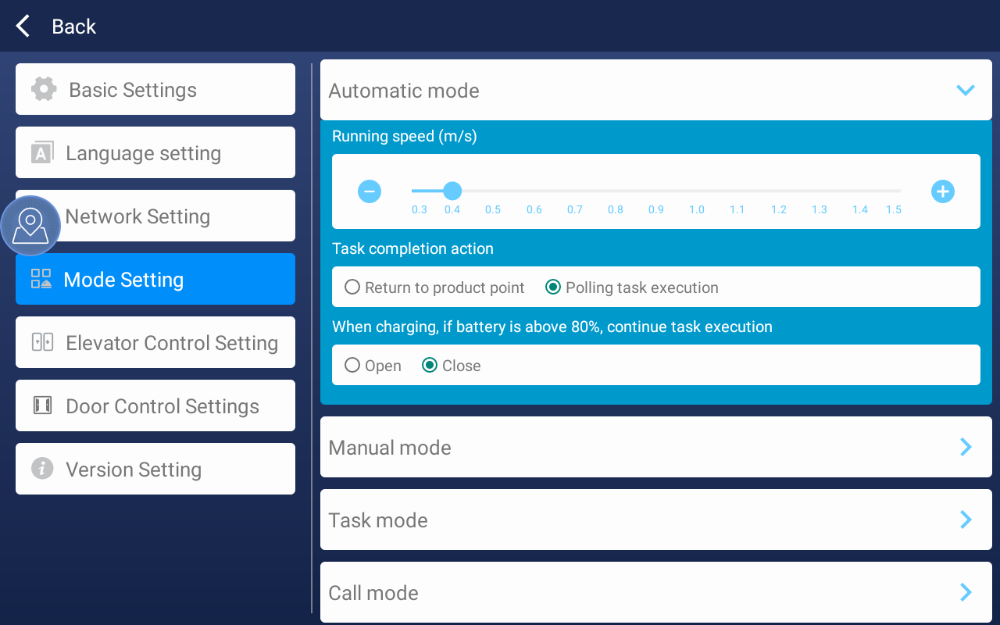 Back
Basic Settings
Language setting
Network Setting
Mode Setting
Elevator Control Setting
Door Control Settings
Version Setting
Automatic mode
Running speed (m/s)
0.3 0.4 0.5 0.6 0.7 0.8 0.9 1.0 1.1 1.2 1.3 1.4 1.5
Task completion action
Return to product point Polling task execution
When charging, if battery is above 80%, continue task execution
Open Close
Manual mode
Task mode
Call mode